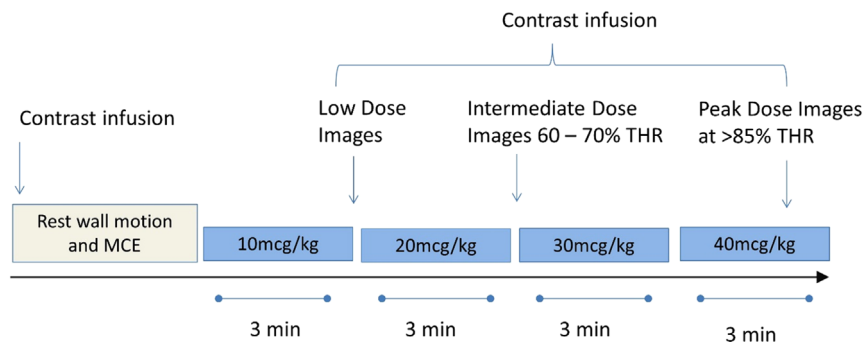 Contrast infusion
Contrast infusion
Low Dose
Images
Intermediate Dose
Images 60 – 70% THR
Peak Dose Images
at >85% THR
Rest wall motion
and MCE
10mcg/kg
20mcg/kg
30mcg/kg
40mcg/kg
3 min
3 min
3 min
3 min